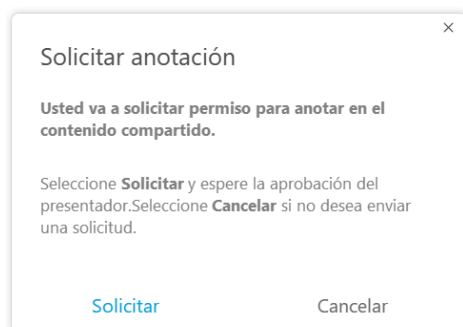 Solicitar anotación
Usted va a solicitar permiso para anotar en el
contenido compartido.
Seleccione Solicitar y espere la aprobación del
presentador.Seleccione Cancelar si no desea enviar
una solicitud.
Solicitar Cancelar